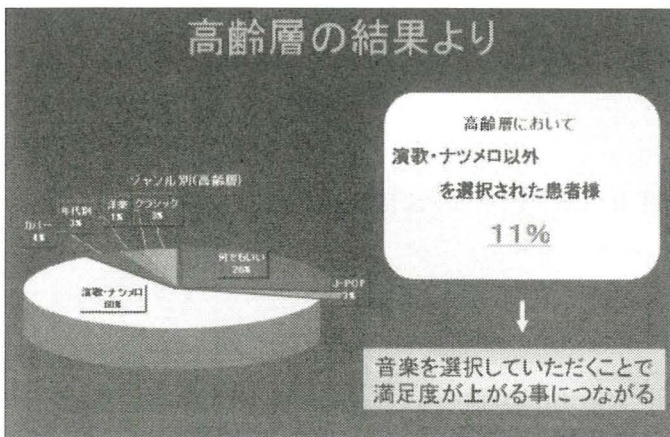 高齢層の結果より
ジャンル別(高齢層)
カバー
年代別
3%
洋楽
1%
クラシック
3%
何でもいい
J-POP
演歌・ナツメロ
高齢層において
演歌・ナツメロ以外
を選択された患者様
11%
音楽を選択していただくことで
満足度が上がる事につながる